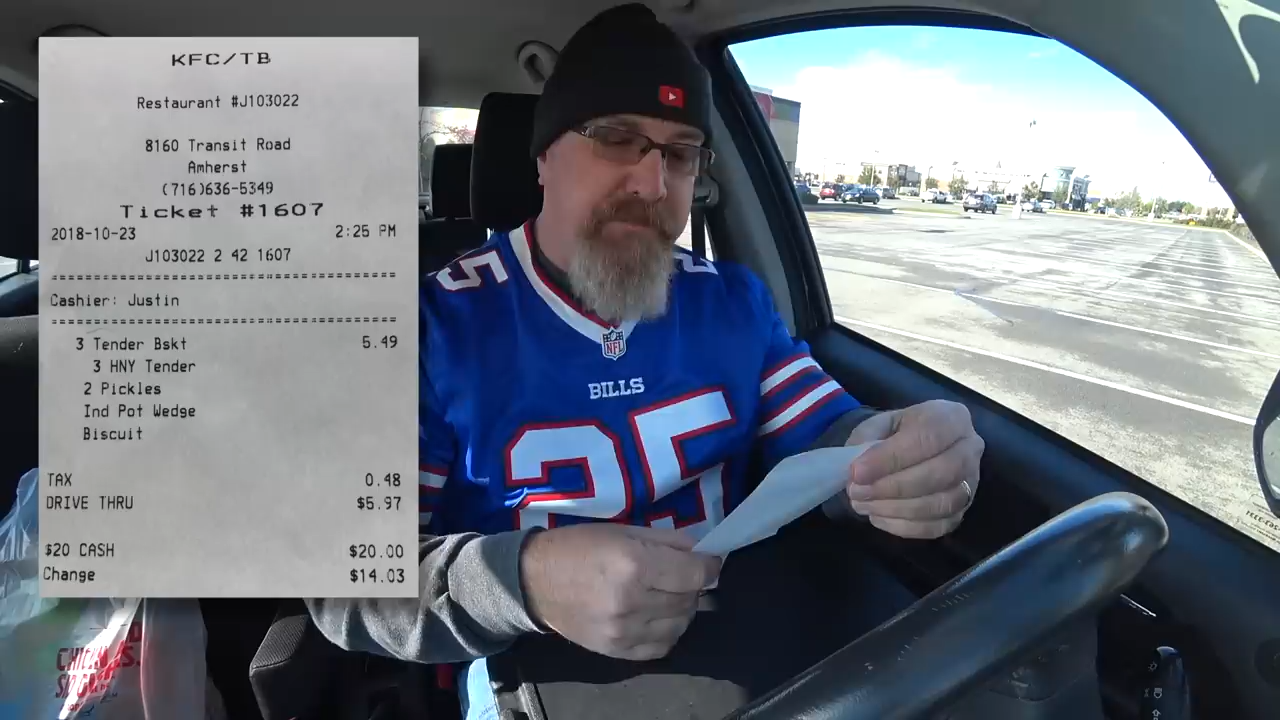 KFC/TB
Restaurant #J103022
8160 Transit Road
Amherst
(716)636-5349
Ticket #1607
2018-10-23 2:25 PM
J103022 2 42 1607
Cashier: Justin
3 Tender Bskt 5.49
3 HNY Tender
2 Pickles
Ind Pot Wedge
Biscuit
TAX 0.48
DRIVE THRU $5.97
$20 CASH $20.00
Change $14.03
25
25
NFL
BILLS
25